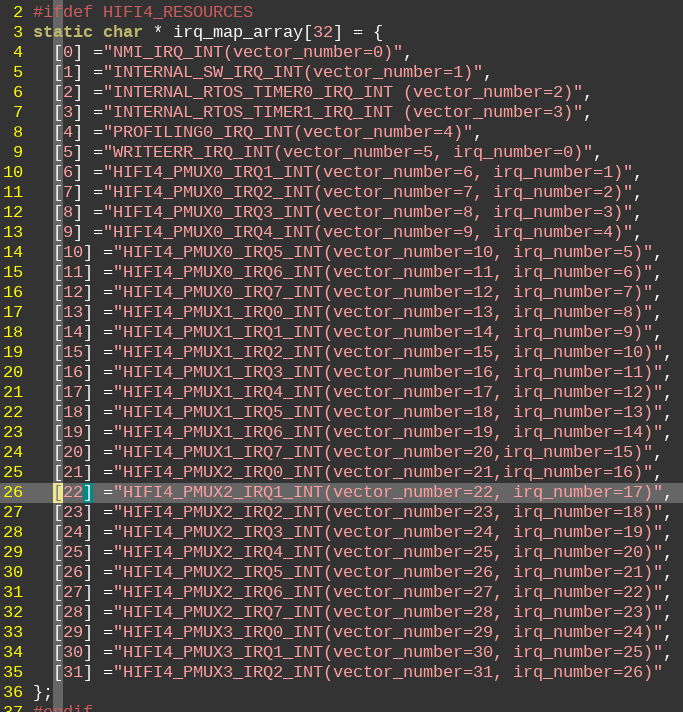 2 #ifdef HIFI4_RESOURCES
3 static char * irq_map_array[32] = {
4   [0] ="NMI_IRQ_INT(vector_number=0)",
5   [1] ="INTERNAL_SW_IRQ_INT(vector_number=1)",
6   [2] ="INTERNAL_RTOS_TIMER0_IRQ_INT (vector_number=2)",
7   [3] ="INTERNAL_RTOS_TIMER1_IRQ_INT (vector_number=3)",
8   [4] ="PROFILING0_IRQ_INT(vector_number=4)",
9   [5] ="WRITEERR_IRQ_INT(vector_number=5, irq_number=0)",
10   [6] ="HIFI4_PMUX0_IRQ1_INT(vector_number=6, irq_number=1)",
11   [7] ="HIFI4_PMUX0_IRQ2_INT(vector_number=7, irq_number=2)",
12   [8] ="HIFI4_PMUX0_IRQ3_INT(vector_number=8, irq_number=3)",
13   [9] ="HIFI4_PMUX0_IRQ4_INT(vector_number=9, irq_number=4)",
14   [10] ="HIFI4_PMUX0_IRQ5_INT(vector_number=10, irq_number=5)",
15   [11] ="HIFI4_PMUX0_IRQ6_INT(vector_number=11, irq_number=6)",
16   [12] ="HIFI4_PMUX0_IRQ7_INT(vector_number=12, irq_number=7)",
17   [13] ="HIFI4_PMUX1_IRQ0_INT(vector_number=13, irq_number=8)",
18   [14] ="HIFI4_PMUX1_IRQ1_INT(vector_number=14, irq_number=9)",
19   [15] ="HIFI4_PMUX1_IRQ2_INT(vector_number=15, irq_number=10)",
20   [16] ="HIFI4_PMUX1_IRQ3_INT(vector_number=16, irq_number=11)",
21   [17] ="HIFI4_PMUX1_IRQ4_INT(vector_number=17, irq_number=12)",
22   [18] ="HIFI4_PMUX1_IRQ5_INT(vector_number=18, irq_number=13)",
23   [19] ="HIFI4_PMUX1_IRQ6_INT(vector_number=19, irq_number=14)",
24   [20] ="HIFI4_PMUX1_IRQ7_INT(vector_number=20,irq_number=15)",
25   [21] ="HIFI4_PMUX2_IRQ0_INT(vector_number=21,irq_number=16)",
26   [22] ="HIFI4_PMUX2_IRQ1_INT(vector_number=22, irq_number=17)",
27   [23] ="HIFI4_PMUX2_IRQ2_INT(vector_number=23, irq_number=18)",
28   [24] ="HIFI4_PMUX2_IRQ3_INT(vector_number=24, irq_number=19)",
29   [25] ="HIFI4_PMUX2_IRQ4_INT(vector_number=25, irq_number=20)",
30   [26] ="HIFI4_PMUX2_IRQ5_INT(vector_number=26, irq_number=21)",
31   [27] ="HIFI4_PMUX2_IRQ6_INT(vector_number=27, irq_number=22)",
32   [28] ="HIFI4_PMUX2_IRQ7_INT(vector_number=28, irq_number=23)",
33   [29] ="HIFI4_PMUX3_IRQ0_INT(vector_number=29, irq_number=24)",
34   [30] ="HIFI4_PMUX3_IRQ1_INT(vector_number=30, irq_number=25)",
35   [31] ="HIFI4_PMUX3_IRQ2_INT(vector_number=31, irq_number=26)"
36 };
37 #endif